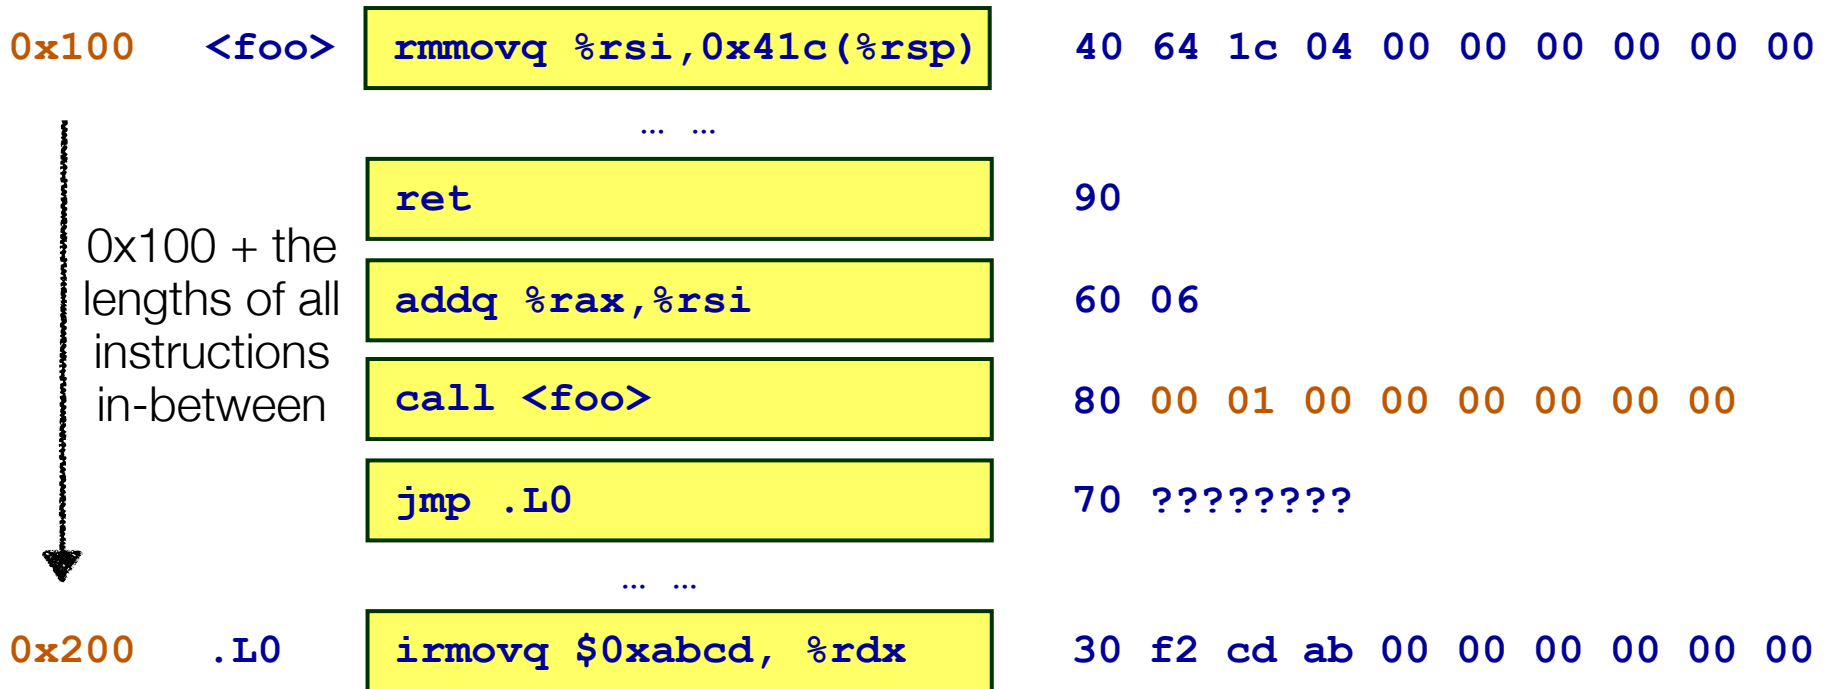 0x100 <foo> rmmovq %rsi,0x41c(%rsp) 40 64 1c 04 00 00 00 00 00 00
… …
ret 90
0x100 + the
lengths of all
instructions
in-between
addq %rax,%rsi 60 06
call <foo> 80 00 01 00 00 00 00 00 00
jmp .L0 70 ????????
… …
0x200 .L0 irmovq $0xabcd, %rdx 30 f2 cd ab 00 00 00 00 00 00